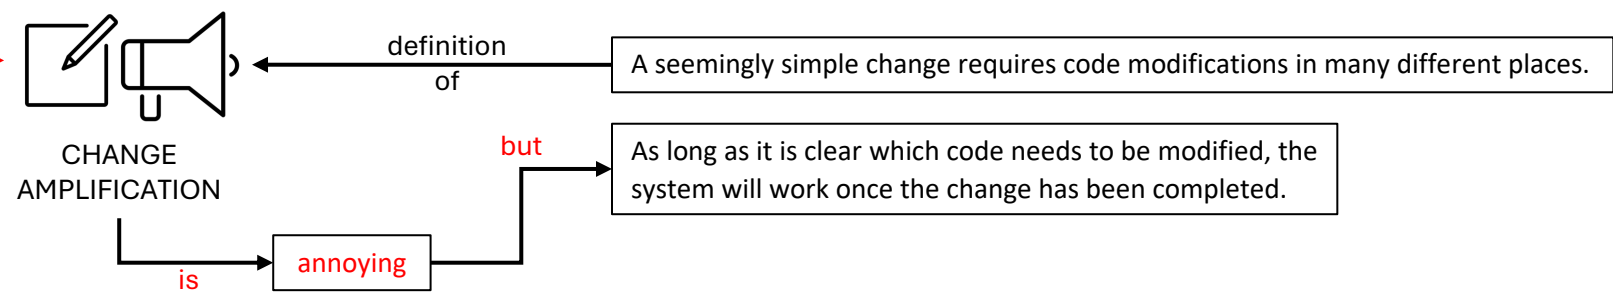 definition
of
A seemingly simple change requires code modifications in many different places.
CHANGE
AMPLIFICATION
is
annoying
but
As long as it is clear which code needs to be modified, the
system will work once the change has been completed.